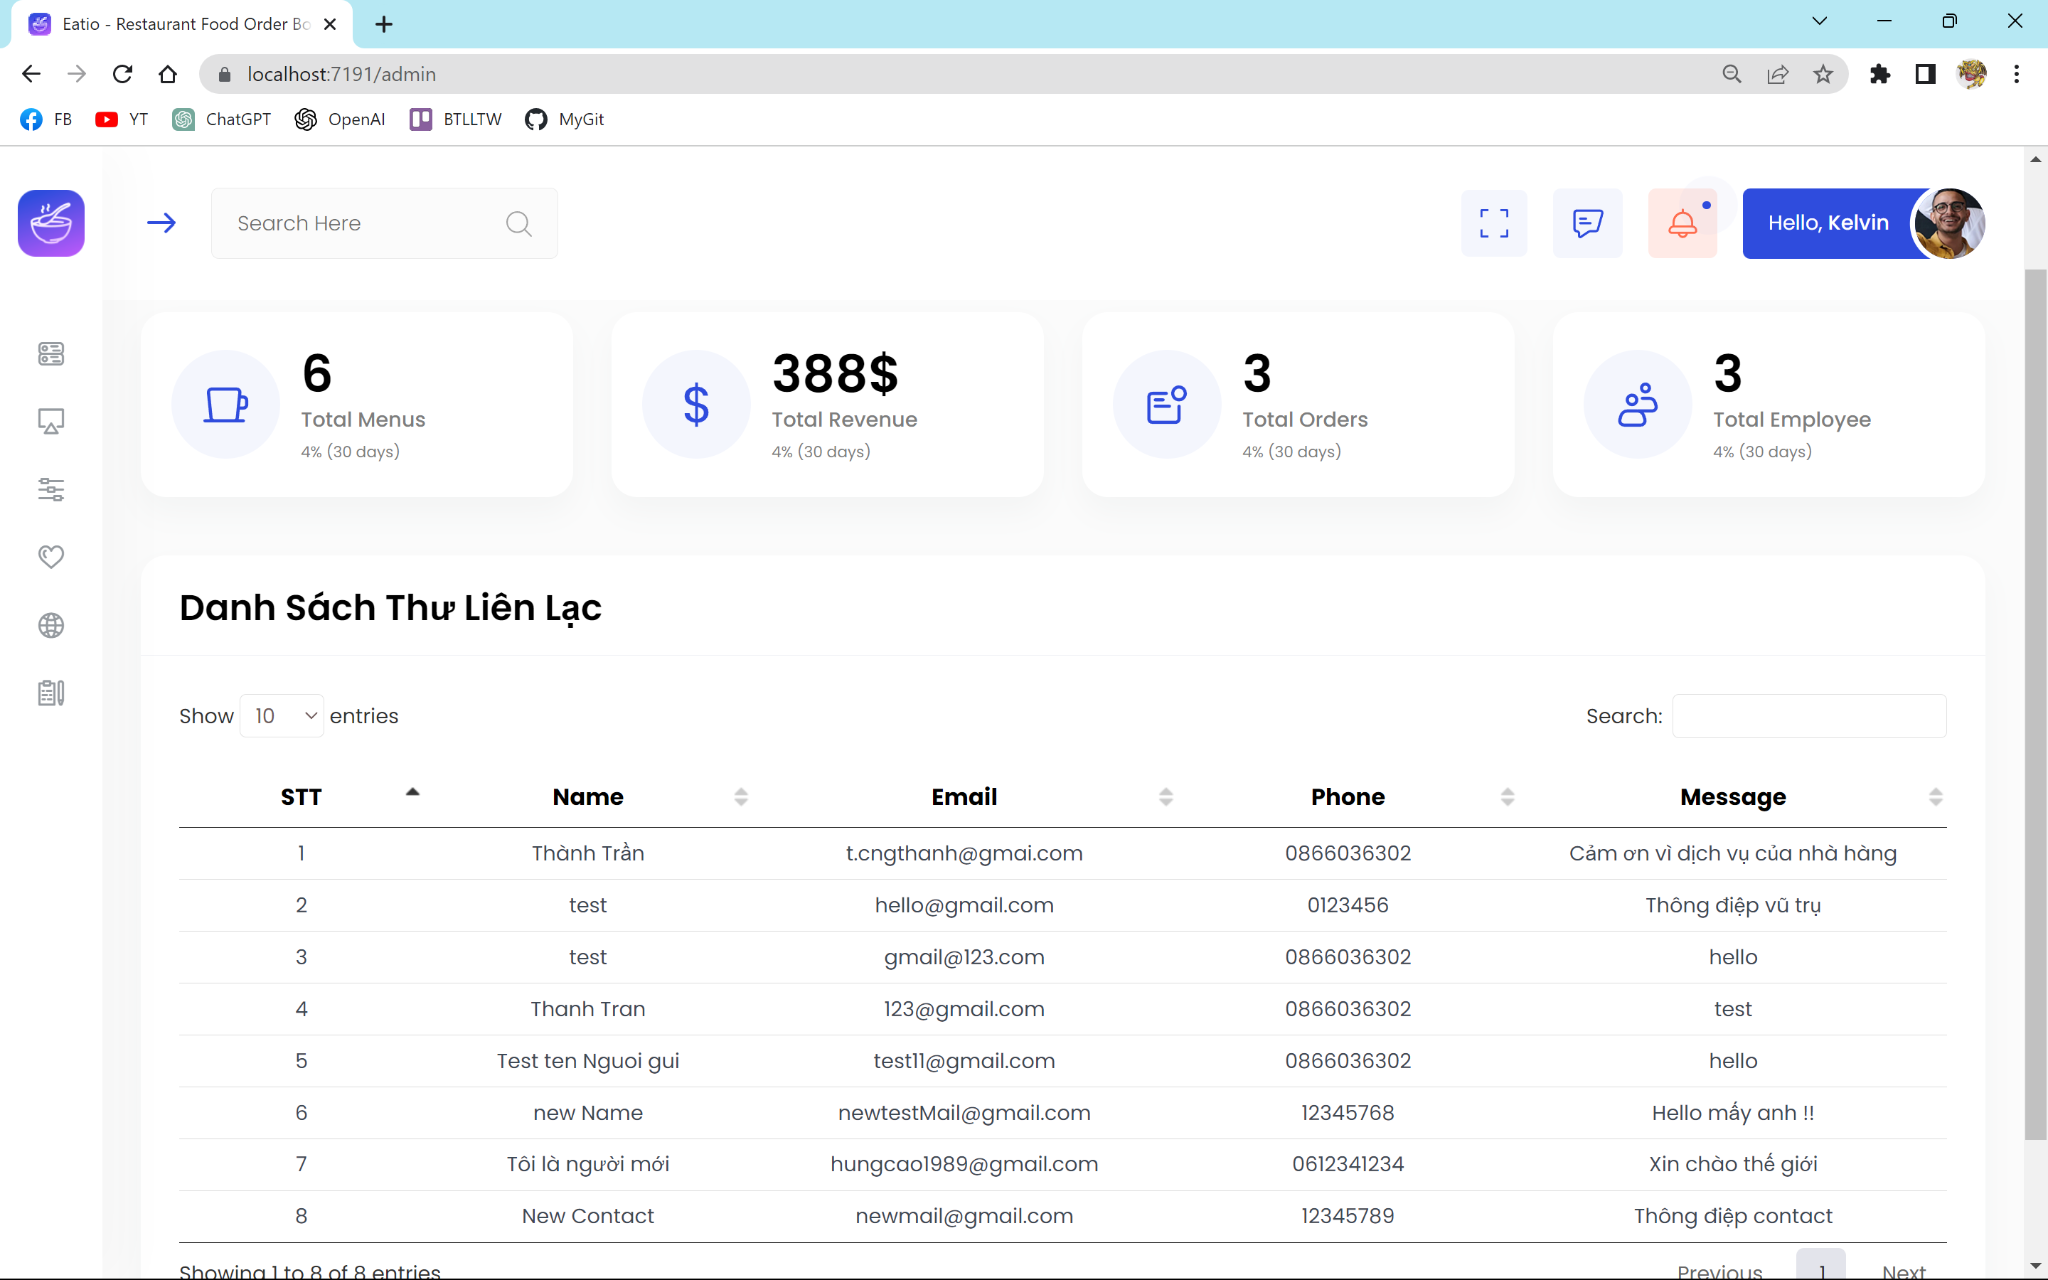 Eatio - Restaurant Food Order Bo
localhost:7191/admin
FB YT ChatGPT OpenAI BTLLTW MyGit
Search Here
Hello, Kelvin
6
Total Menus
4% (30 days)
388$
Total Revenue
4% (30 days)
3
Total Orders
4% (30 days)
3
Total Employee
4% (30 days)
Danh Sách Thư Liên Lạc
Show 10 entries Search:
STT Name Email Phone Message
1 Thành Trần t.cngthanh@gmai.com 0866036302 Cảm ơn vì dịch vụ của nhà hàng
2 test hello@gmail.com 0123456 Thông điệp vũ trụ
3 test gmail@123.com 0866036302 hello
4 Thanh Tran 123@gmail.com 0866036302 test
5 Test ten Nguoi gui test11@gmail.com 0866036302 hello
6 new Name newtestMail@gmail.com 12345768 Hello mấy anh !!
7 Tôi là người mới hungcao1989@gmail.com 0612341234 Xin chào thế giới
8 New Contact newmail@gmail.com 12345789 Thông điệp contact
Showing 1 to 8 of 8 entries Previous 1 Next